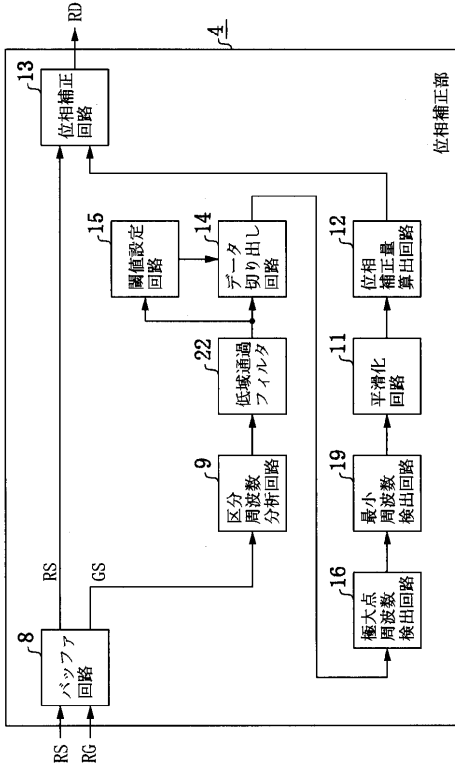 RS
RG
8
バッファ
回路
RS
GS
9
区分
周波数
分析回路
22
低域通過
フィルタ
15
閾値設定
回路
14
データ
切り出し
回路
16
極大点
周波数
検出回路
19
最小
周波数
検出回路
11
平滑化
回路
12
位相
補正量
算出回路
13
位相補正
回路
RD
4
位相補正部